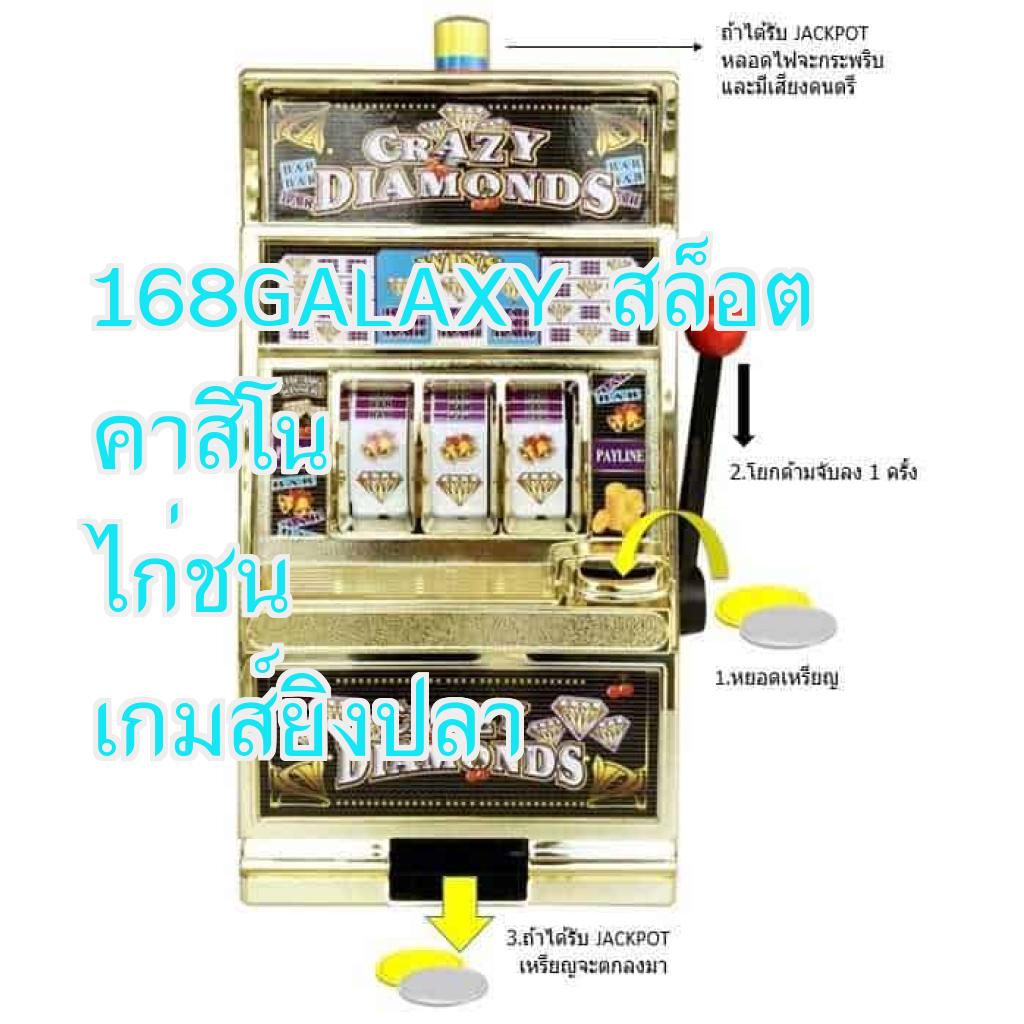 ถ้าได้รับ JACKPOT
หลอดไฟจะกระพริบ
และมีเสียงดนตรี
CRAZY
DIAMONDS
BAR
BAR
BAR
WINS
168GALAXY สล็อต
คาสิโน
PAYLINE
2.โยกด้ามจับลง 1 ครั้ง
ไก่ชน
1.หยอดเหรียญ
เกมส์ยิงปลา
DIAMONDS
3.ถ้าได้รับ JACKPOT
เหรียญจะตกลงมา